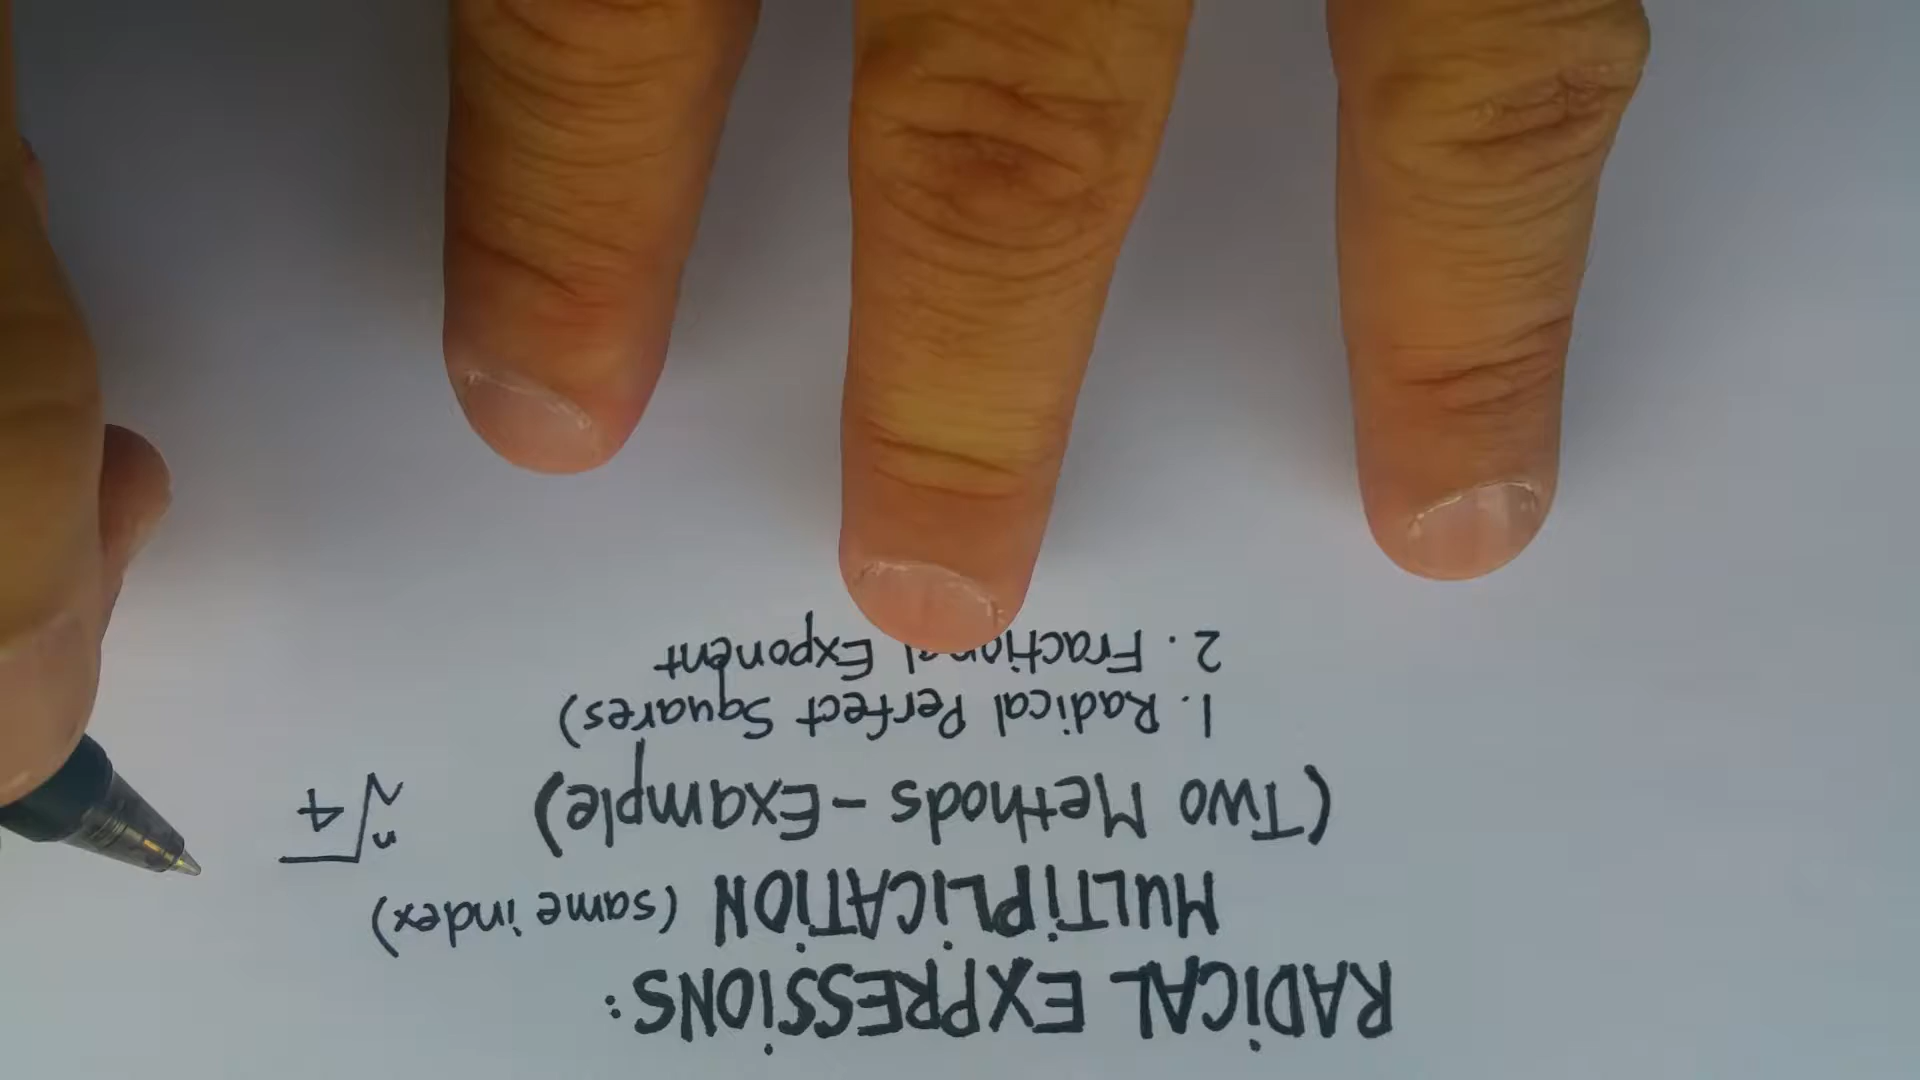 RADiCAL EXPRESSiONS:
MULTiPLiCATiON (same index)
(Two Methods - Example)
ⁿ√4
1. Radical Perfect Squares)
2. Fractional Exponent